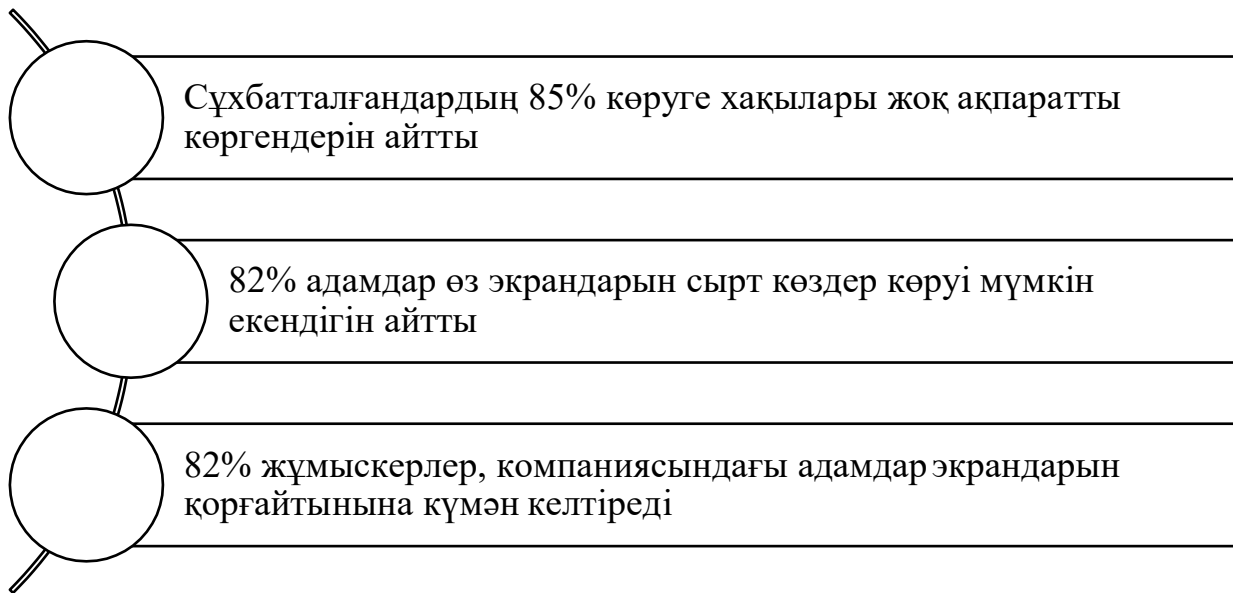 Сұхбатталғандардың 85% көруге хақылары жоқ ақпаратты
көргендерін айтты
82% адамдар өз экрандарын сырт көздер көруі мүмкін
екендігін айтты
82% жұмыскерлер, компаниясындағы адамдар экрандарын
қорғайтынына күмән келтіреді